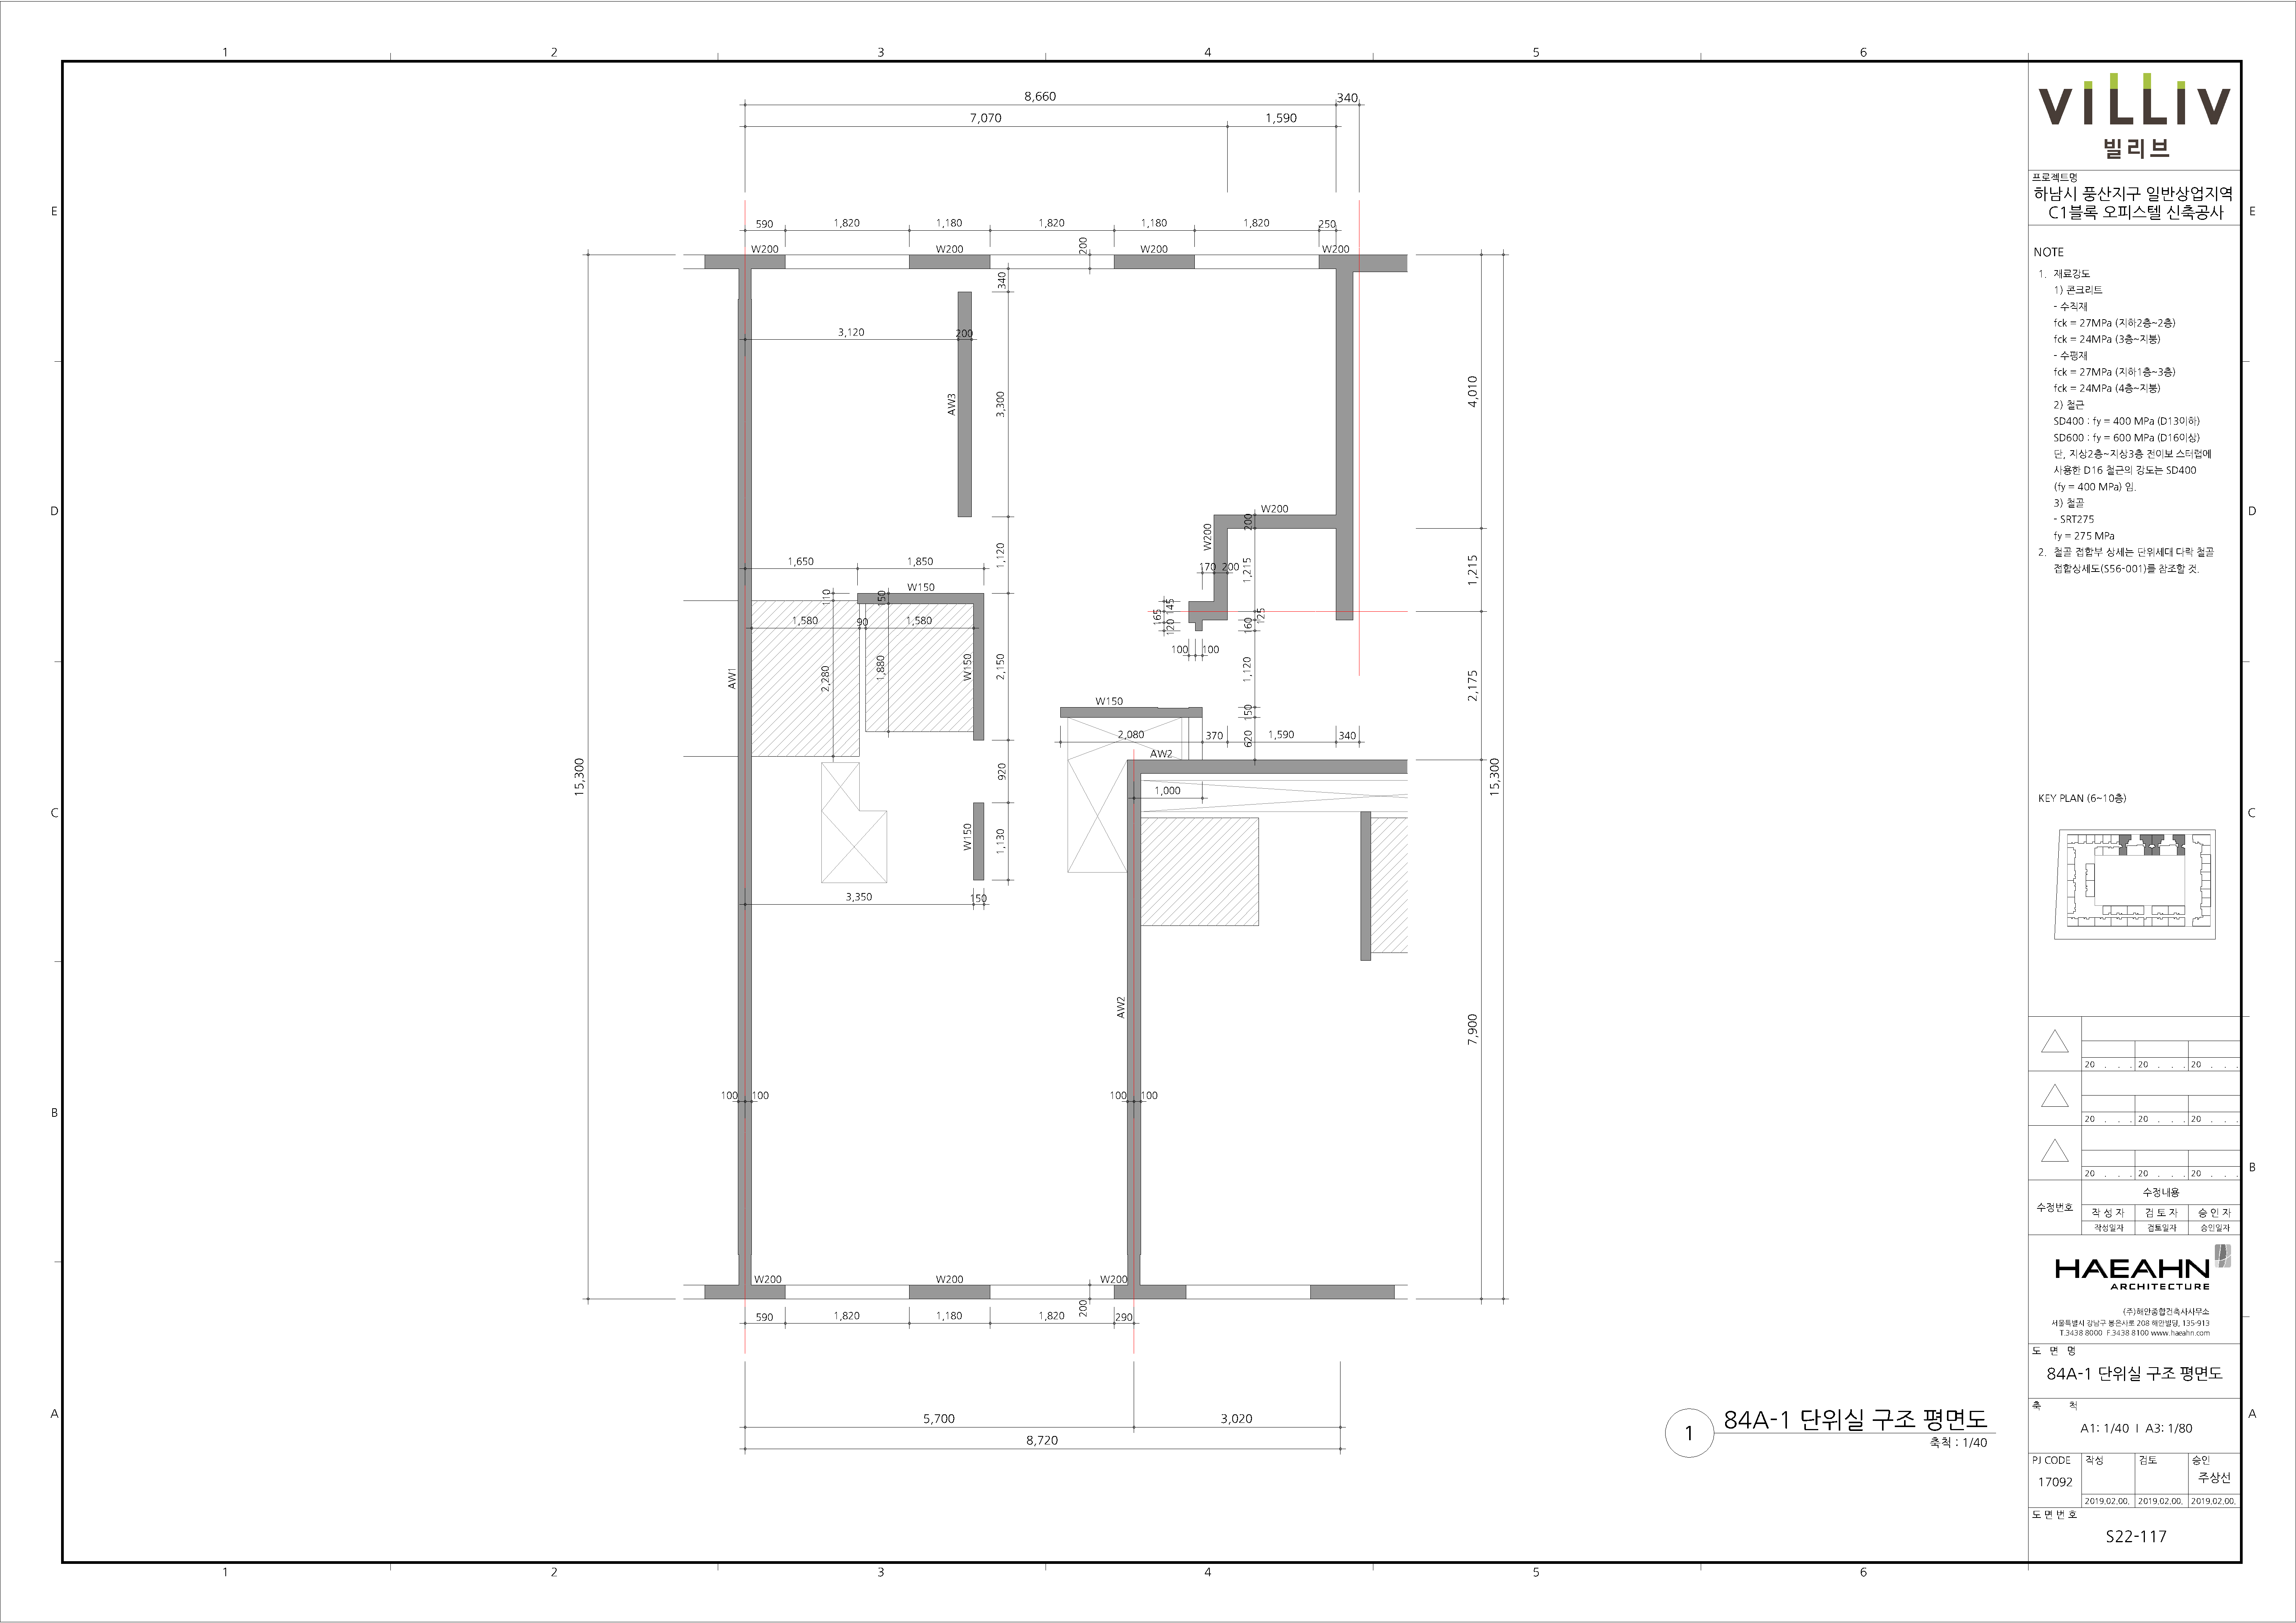 1 2 3 4 5 6
8,660 340
7,070 1,590
590 1,820 1,180 1,820 1,180 1,820 250
W200 W200 200 W200 W200
340
3,120 200
AW3
3,300
4,010
W200
200
W200
1,120
1,650 1,850
170 200
1,215
1,215
W150
110
150
145
165
120
160
125
1,580 90 1,580
100 100
AW1
2,280
1,880
W150
2,150
1,120
2,175
W150
150
2,080 370 1,590 340
620
AW2
15,300
920
15,300
1,000
W150
1,130
3,350 150
AW2
7,900
100 100 100 100
W200 W200 W200
200
590 1,820 1,180 1,820 290
5,700 3,020
8,720
1
84A-1 단위실 구조 평면도
축척 : 1/40
E
D
C
B
A
E
D
C
B
A
1 2 3 4 5 6
VILLIV
빌리브
프로젝트명
하남시 풍산지구 일반상업지역
C1블록 오피스텔 신축공사
NOTE
1. 재료강도
1) 콘크리트
- 수직재
fck = 27MPa (지하2층~2층)
fck = 24MPa (3층~지붕)
- 수평재
fck = 27MPa (지하1층~3층)
fck = 24MPa (4층~지붕)
2) 철근
SD400 : fy = 400 MPa (D13이하)
SD600 : fy = 600 MPa (D16이상)
단, 지상2층~지상3층 전이보 스터럽에
사용한 D16 철근의 강도는 SD400
(fy = 400 MPa) 임.
3) 철골
- SRT275
fy = 275 MPa
2. 철골 접합부 상세는 단위세대 다락 철골
접합상세도(S56-001)를 참조할 것.
KEY PLAN (6~10층)
20 . . . 20 . . . 20 . . .
20 . . . 20 . . . 20 . . .
20 . . . 20 . . . 20 . . .
수정번호
수정내용
작 성 자 검 토 자 승 인 자
작성일자 검토일자 승인일자
HAEAHN
ARCHITECTURE
(주)해안종합건축사사무소
서울특별시 강남구 봉은사로 208 해안빌딩, 135-913
T.3438 8000 F.3438 8100 www.haeahn.com
도 면 명
84A-1 단위실 구조 평면도
축 척
A1: 1/40 I A3: 1/80
PJ CODE 작성 검토 승인
17092 주상선
2019.02.00. 2019.02.00. 2019.02.00.
도 면 번 호
S22-117